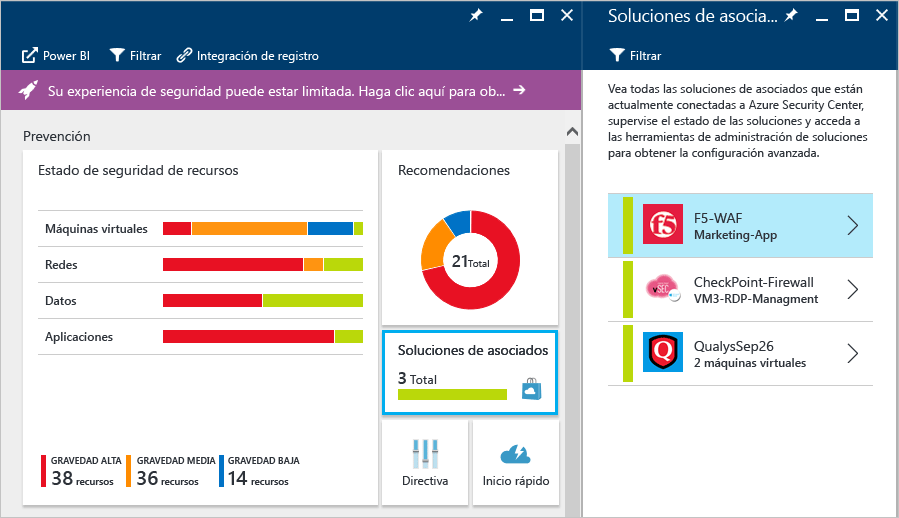 Soluciones de asocia...
Power BI
Filtrar
Integración de registro
Filtrar
Su experiencia de seguridad puede estar limitada. Haga clic aquí para ob...
Prevención
Estado de seguridad de recursos
Máquinas virtuales
Redes
Datos
Aplicaciones
GRAVEDAD ALTA
38 recursos
GRAVEDAD MEDIA
36 recursos
GRAVEDAD BAJA
14 recursos
Recomendaciones
21 Total
Soluciones de asociados
3 Total
Directiva
Inicio rápido
Vea todas las soluciones de asociados que están
actualmente conectadas a Azure Security Center,
supervise el estado de las soluciones y acceda a
las herramientas de administración de soluciones
para obtener la configuración avanzada.
f5
F5-WAF
Marketing-App
vSEC
CheckPoint-Firewall
VM3-RDP-Managment
Q
QualysSep26
2 máquinas virtuales